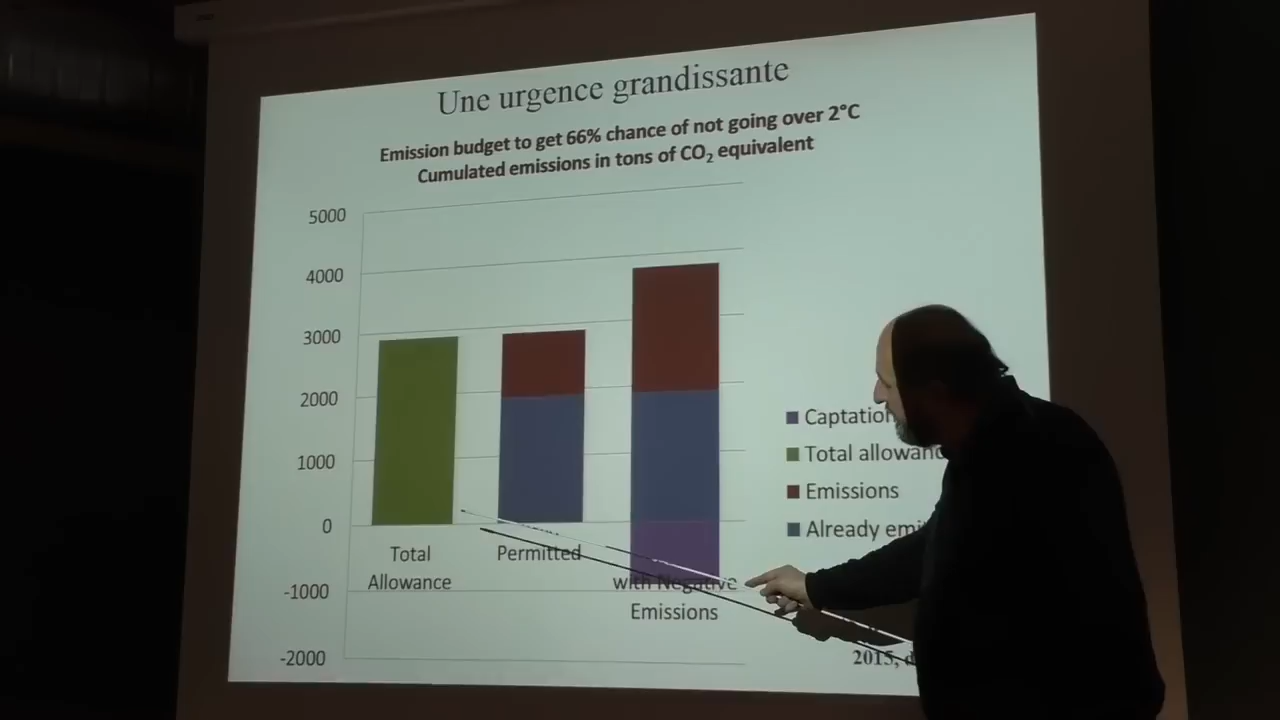 Une urgence grandissante
Emission budget to get 66% chance of not going over 2°C
Cumulated emissions in tons of CO₂ equivalent
5000
4000
3000
2000
1000
0
-1000
-2000
Total
Allowance
Permitted
with Negative
Emissions
Captation
Total allowanc
Emissions
Already emi
2015, d